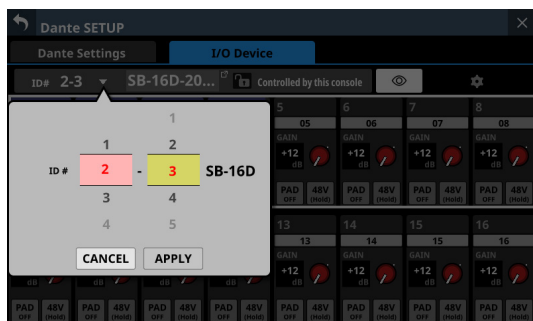 Dante SETUP
Dante Settings
I/O Device
ID# 2-3 SB-16D-20... Controlled by this console
5 6 7 8
05 06 07 08
GAIN GAIN GAIN GAIN
+12 +12 +12 +12
dB dB dB dB
PAD 48V PAD 48V PAD 48V PAD 48V
OFF (Hold) OFF (Hold) OFF (Hold) OFF (Hold)
1
1 2
ID # 2 - 3 SB-16D
3 4
4 5
CANCEL APPLY
13 14 15 16
13 14 15 16
GAIN GAIN GAIN GAIN
+12 +12 +12 +12
dB dB dB dB dB dB dB dB
PAD 48V PAD 48V PAD 48V PAD 48V PAD 48V PAD 48V PAD 48V PAD 48V
OFF (Hold) OFF (Hold) OFF (Hold) OFF (Hold) OFF (Hold) OFF (Hold) OFF (Hold) OFF (Hold)